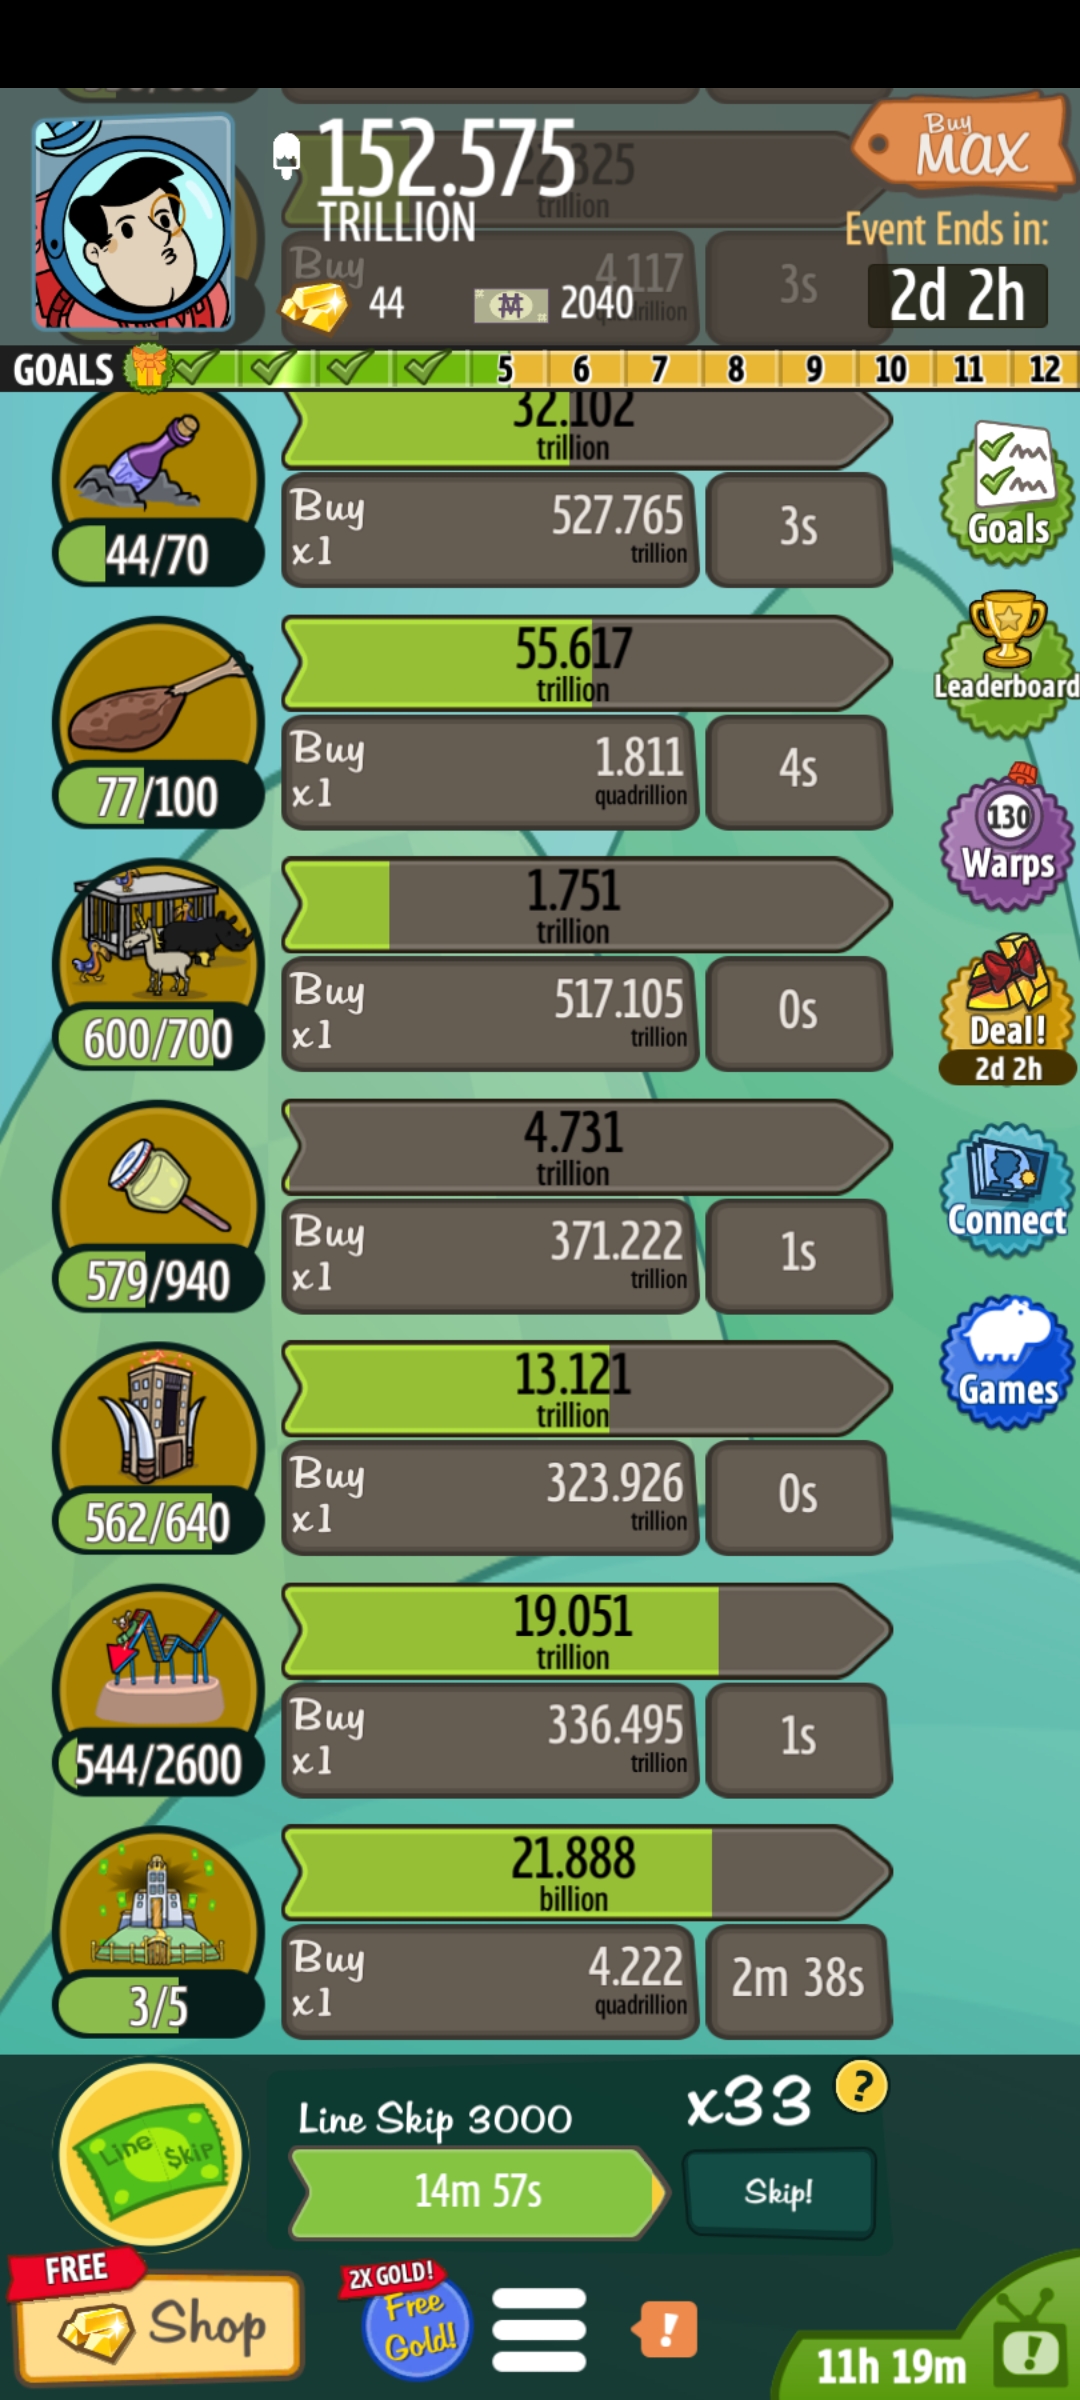 152.575
TRILLION
Buy
MAX
Event Ends in:
2d 2h
44
2040
trillion
Buy
4.117
3s
GOALS
5
6
7
8
9
10
11
12
32.102
trillion
Buy
x1
527.765
trillion
3s
44/70
Goals
55.617
trillion
Buy
x1
1.811
quadrillion
4s
77/100
Leaderboard
130
Warps
1.751
trillion
Buy
x1
517.105
trillion
0s
600/700
Deal!
2d 2h
4.731
trillion
Buy
x1
371.222
trillion
1s
579/940
Connect
13.121
trillion
Buy
x1
323.926
trillion
0s
562/640
Games
19.051
trillion
Buy
x1
336.495
trillion
1s
544/2600
21.888
billion
Buy
x1
4.222
quadrillion
2m 38s
3/5
Line $kip
Line Skip 3000
x33
?
14m 57s
Skip!
FREE
Shop
2X GOLD!
Free
Gold!
!
11h 19m
!